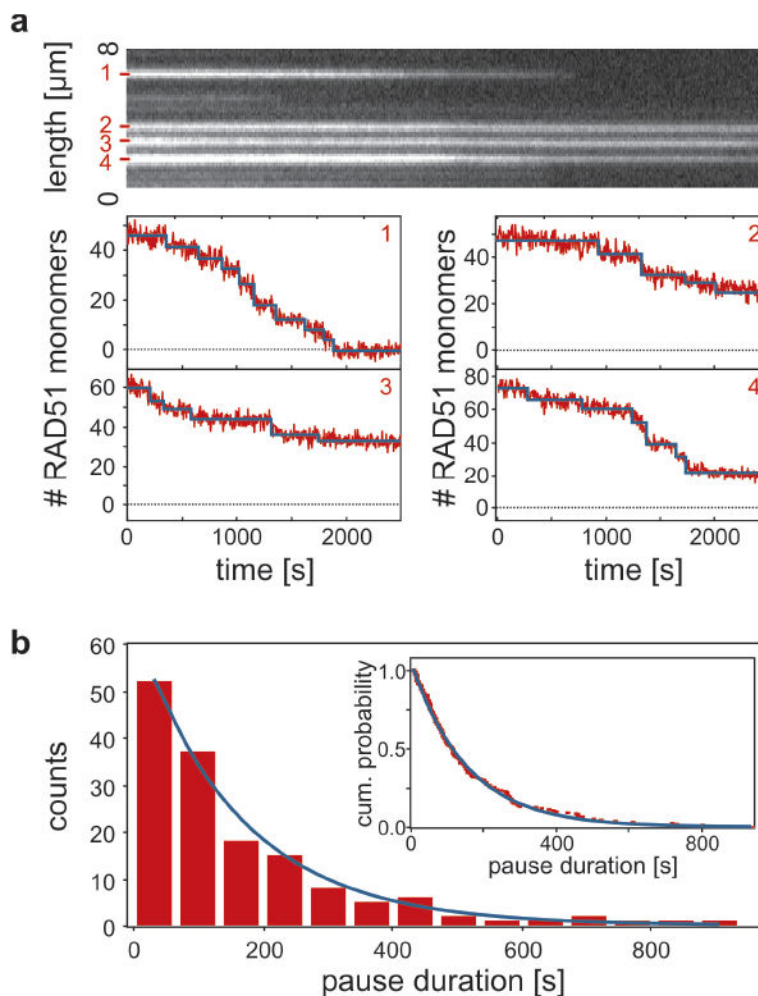 a
length [µm]
8
0
1
2
3
4
# RAD51 monomers
40
20
0
1
# RAD51 monomers
40
20
0
2
60
40
20
0
3
80
60
40
20
0
4
0 1000 2000
time [s]
0 1000 2000
time [s]
b
counts
60
50
40
30
20
10
0
0 200 400 600 800
pause duration [s]
cum. probability
1.0
0.5
0.0
0 400 800
pause duration [s]